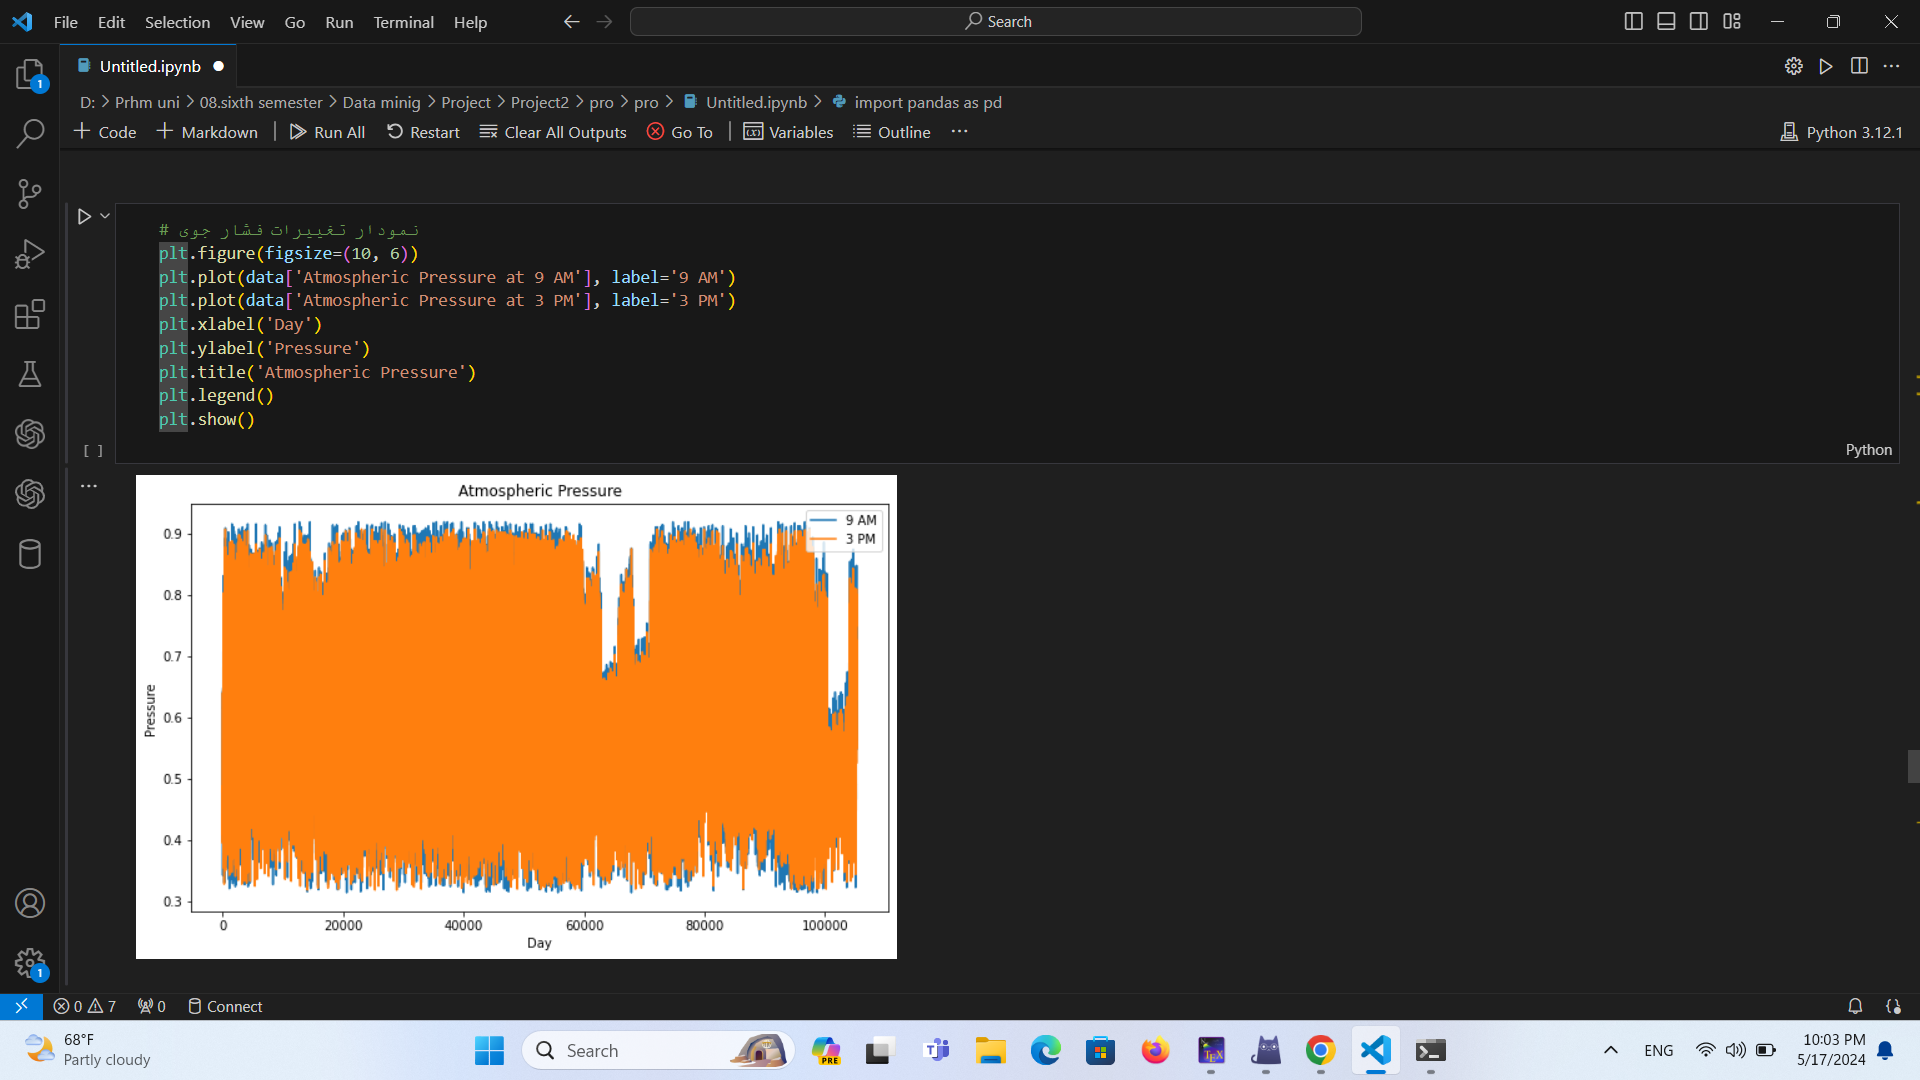 File Edit Selection View Go Run Terminal Help
Search
Untitled.ipynb
1
D: > Prhm uni > 08.sixth semester > Data minig > Project > Project2 > pro > pro > Untitled.ipynb > import pandas as pd
+ Code + Markdown Run All Restart Clear All Outputs Go To Variables Outline ...
Python 3.12.1
# نمودار تغییرات فشار جوی
plt.figure(figsize=(10, 6))
plt.plot(data['Atmospheric Pressure at 9 AM'], label='9 AM')
plt.plot(data['Atmospheric Pressure at 3 PM'], label='3 PM')
plt.xlabel('Day')
plt.ylabel('Pressure')
plt.title('Atmospheric Pressure')
plt.legend()
plt.show()
[ ]
Python
Atmospheric Pressure
9 AM
3 PM
0.9
0.8
0.7
0.6
0.5
0.4
0.3
Pressure
0 20000 40000 60000 80000 100000
Day
1
0 7 0 Connect
68°F
Partly cloudy
Search
PRE
ENG
10:03 PM
5/17/2024